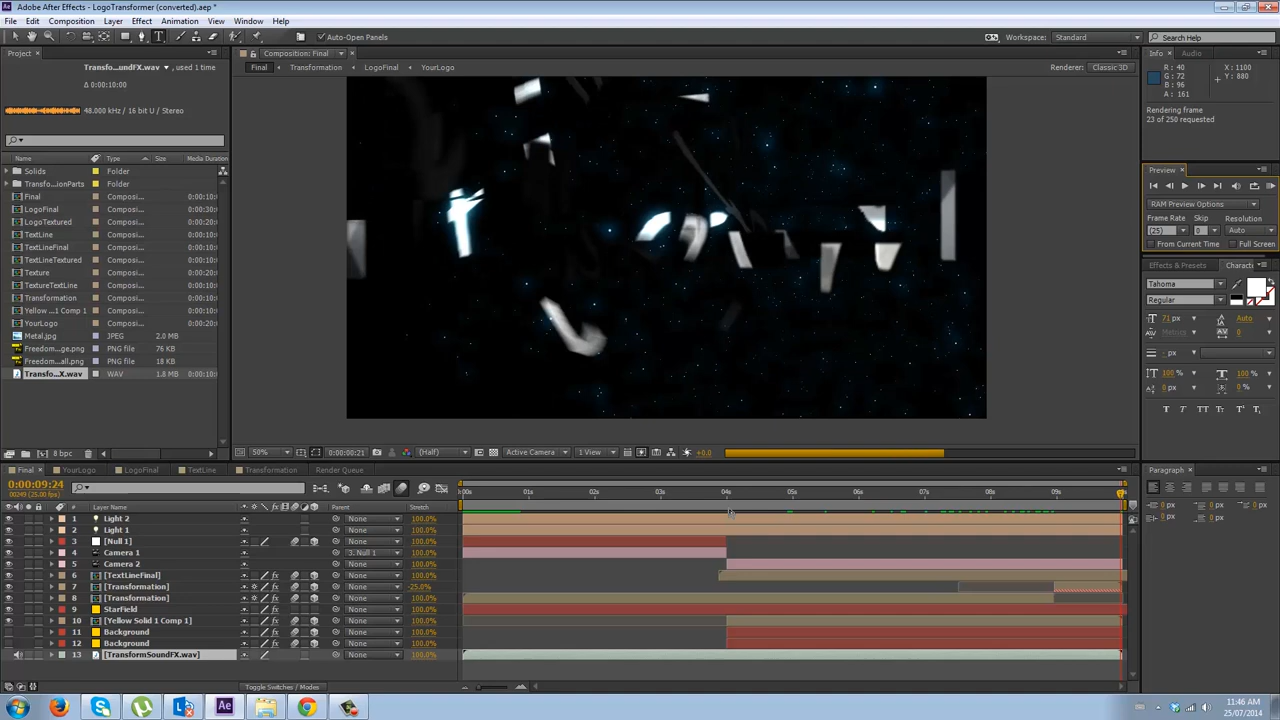 Adobe After Effects - LogoTransformer (converted).aep *
File Edit Composition Layer Effect Animation View Window Help
Auto-Open Panels
Workspace: Standard
Search Help
Project
Composition: Final
Info Audio
Transfo...undFX.wav , used 1 time
Δ 0:00:10:00
Final Transformation LogoFinal YourLogo
Renderer: Classic 3D
R : 40
G : 72
B : 96
A : 161
X : 1100
Y : 880
48.000 kHz / 16 bit U / Stereo
Rendering frame
23 of 250 requested
Name Type Media Duration
Solids Folder
Transfo...ionParts Folder
Final Composi... 0:00:10:0
LogoFinal Composi... 0:00:30:0
LogoTextured Composi... 0:00:20:0
TextLine Composi... 0:00:10:0
TextLineFinal Composi... 0:00:10:0
TextLineTextured Composi... 0:00:10:0
Texture Composi... 0:00:10:0
TextureTextLine Composi... 0:00:10:0
Transformation Composi... 0:00:10:0
Yellow ...1 Comp 1 Composi... 0:00:10:0
YourLogo Composi... 0:00:20:0
Metal.jpg JPEG 2.0 MB
Freedom...ge.png PNG file 76 KB
Freedom...all.png PNG file 18 KB
Transfo...X.wav WAV 1.8 MB 0:00:10:0
Preview
RAM Preview Options
Frame Rate Skip Resolution
(25) 0 Auto
From Current Time Full Screen
Effects & Presets Charact
Tahoma
Regular
71 px Auto
Metrics 0
- px
100 % 100 %
0 px 0 %
T T TT Tt T¹ T₁
8 bpc
50% 0:00:00:21 (Half) Active Camera 1 View +0.0
Final YourLogo LogoFinal TextLine Transformation Render Queue
Paragraph
0:00:09:24
00249 (25.00 fps)
:00s 01s 02s 03s 04s 05s 06s 07s 08s 09s
# Layer Name Parent Stretch
1 Light 2 None 100.0%
2 Light 1 None 100.0%
3 [Null 1] None 100.0%
4 Camera 1 3. Null 1 100.0%
5 Camera 2 None 100.0%
6 [TextLineFinal] None 100.0%
7 [Transformation] None -25.0%
8 [Transformation] None 100.0%
9 StarField None 100.0%
10 [Yellow Solid 1 Comp 1] None 100.0%
11 Background None 100.0%
12 Background None 100.0%
13 [TransformSoundFX.wav] None 100.0%
0 px 0 px
0 px
0 px 0 px
Toggle Switches / Modes
11:46 AM
25/07/2014